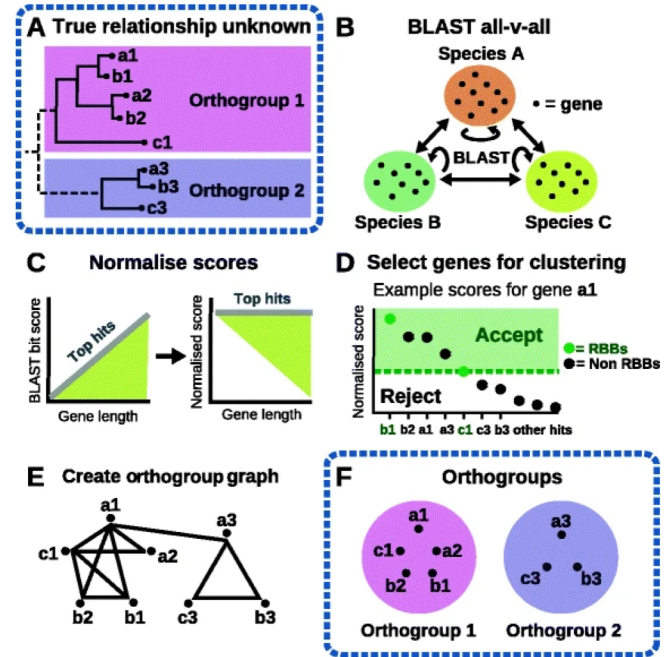 A True relationship unknown
a1
b1
a2
b2
c1
Orthogroup 1
a3
b3
c3
Orthogroup 2
B BLAST all-v-all
Species A
• = gene
BLAST
Species B
Species C
C Normalise scores
BLAST bit score
Top hits
Gene length
Normalised score
Top hits
Gene length
D Select genes for clustering
Example scores for gene a1
Normalised score
Accept
Reject
= RBBs
= Non RBBs
b1 b2 a1 a3 c1 c3 b3 other hits
E Create orthogroup graph
a1
a3
c1
a2
b2
b1
c3
b3
F Orthogroups
a1
c1
a2
b2
b1
Orthogroup 1
a3
c3
b3
Orthogroup 2